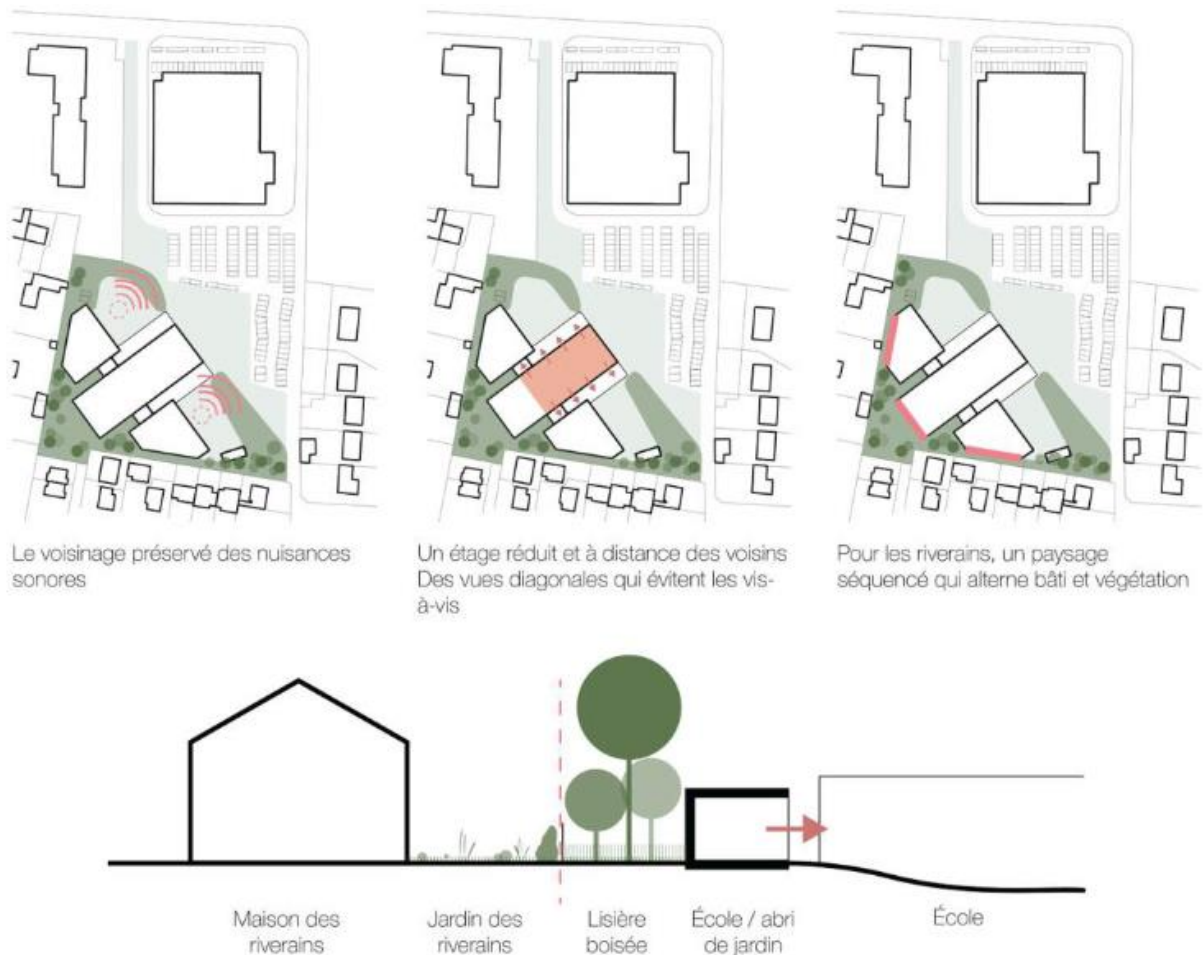 Le voisinage préservé des nuisances
sonores
Un étage réduit et à distance des voisins
Des vues diagonales qui évitent les vis-
à-vis
Pour les riverains, un paysage
séquencé qui alterne bâti et végétation
Maison des
riverains
Jardin des
riverains
Lisière
boisée
École / abri
de jardin
École